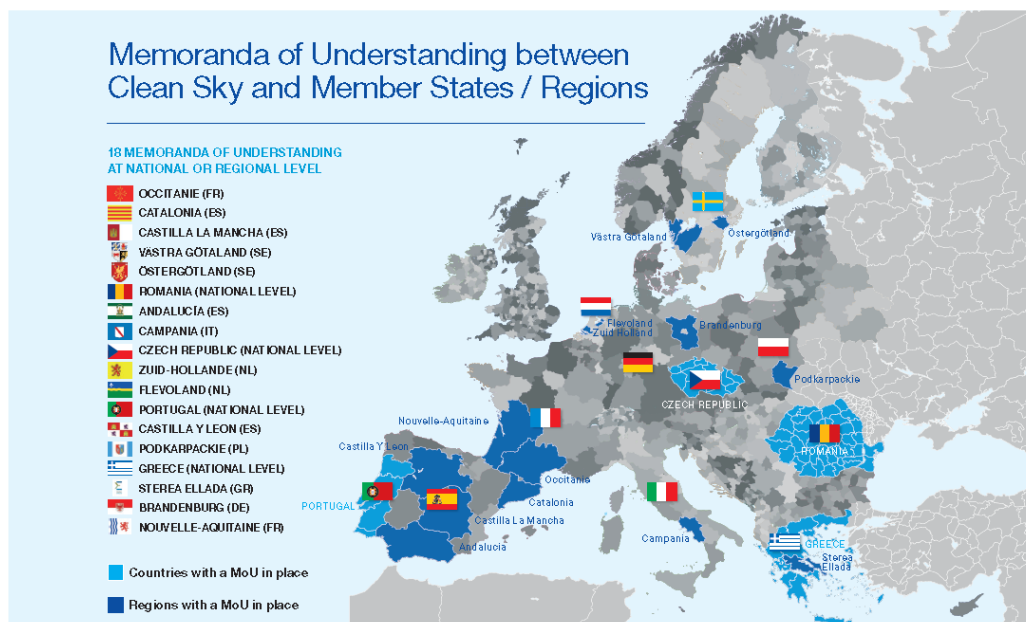 Memoranda of Understanding between
Clean Sky and Member States / Regions
18 MEMORANDA OF UNDERSTANDING
AT NATIONAL OR REGIONAL LEVEL
OCCITANIE (FR)
CATALONIA (ES)
CASTILLA LA MANCHA (ES)
VÄSTRA GÖTALAND (SE)
ÖSTERGÖTLAND (SE)
ROMANIA (NATIONAL LEVEL)
ANDALUCÍA (ES)
CAMPANIA (IT)
CZECH REPUBLIC (NATIONAL LEVEL)
ZUID-HOLLANDE (NL)
FLEVOLAND (NL)
PORTUGAL (NATIONAL LEVEL)
CASTILLA Y LEON (ES)
PODKARPACKIE (PL)
GREECE (NATIONAL LEVEL)
STEREA ELLADA (GR)
BRANDENBURG (DE)
NOUVELLE-AQUITAINE (FR)
Countries with a MoU in place
Regions with a MoU in place
Västra Götaland
Östergötland
Flevoland
Zuid Holland
Brandenburg
Podkarpackie
CZECH REPUBLIC
Nouvelle-Aquitaine
ROMANIA
Castilla Y Leon
Occitanie
PORTUGAL
Catalonia
Castilla La Mancha
Campania
Andalucia
GREECE
Sterea
Ellada